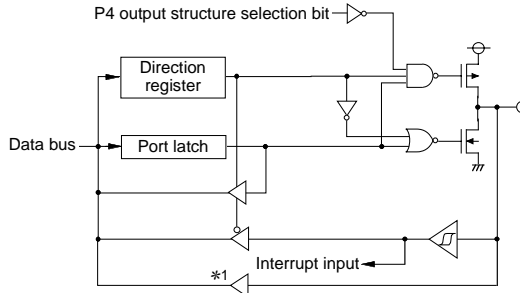 P4 output structure selection bit
Direction
register
Data bus
Port latch
Interrupt input
*1